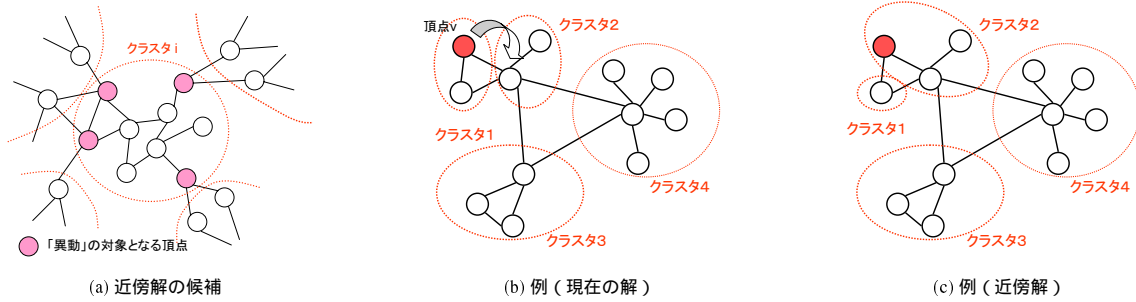 クラスタ i
「異動」の対象となる頂点
(a) 近傍解の候補
頂点v
クラスタ2
クラスタ1
クラスタ4
クラスタ3
(b) 例 ( 現在の解 )
クラスタ2
クラスタ1
クラスタ4
クラスタ3
(c) 例 ( 近傍解 )